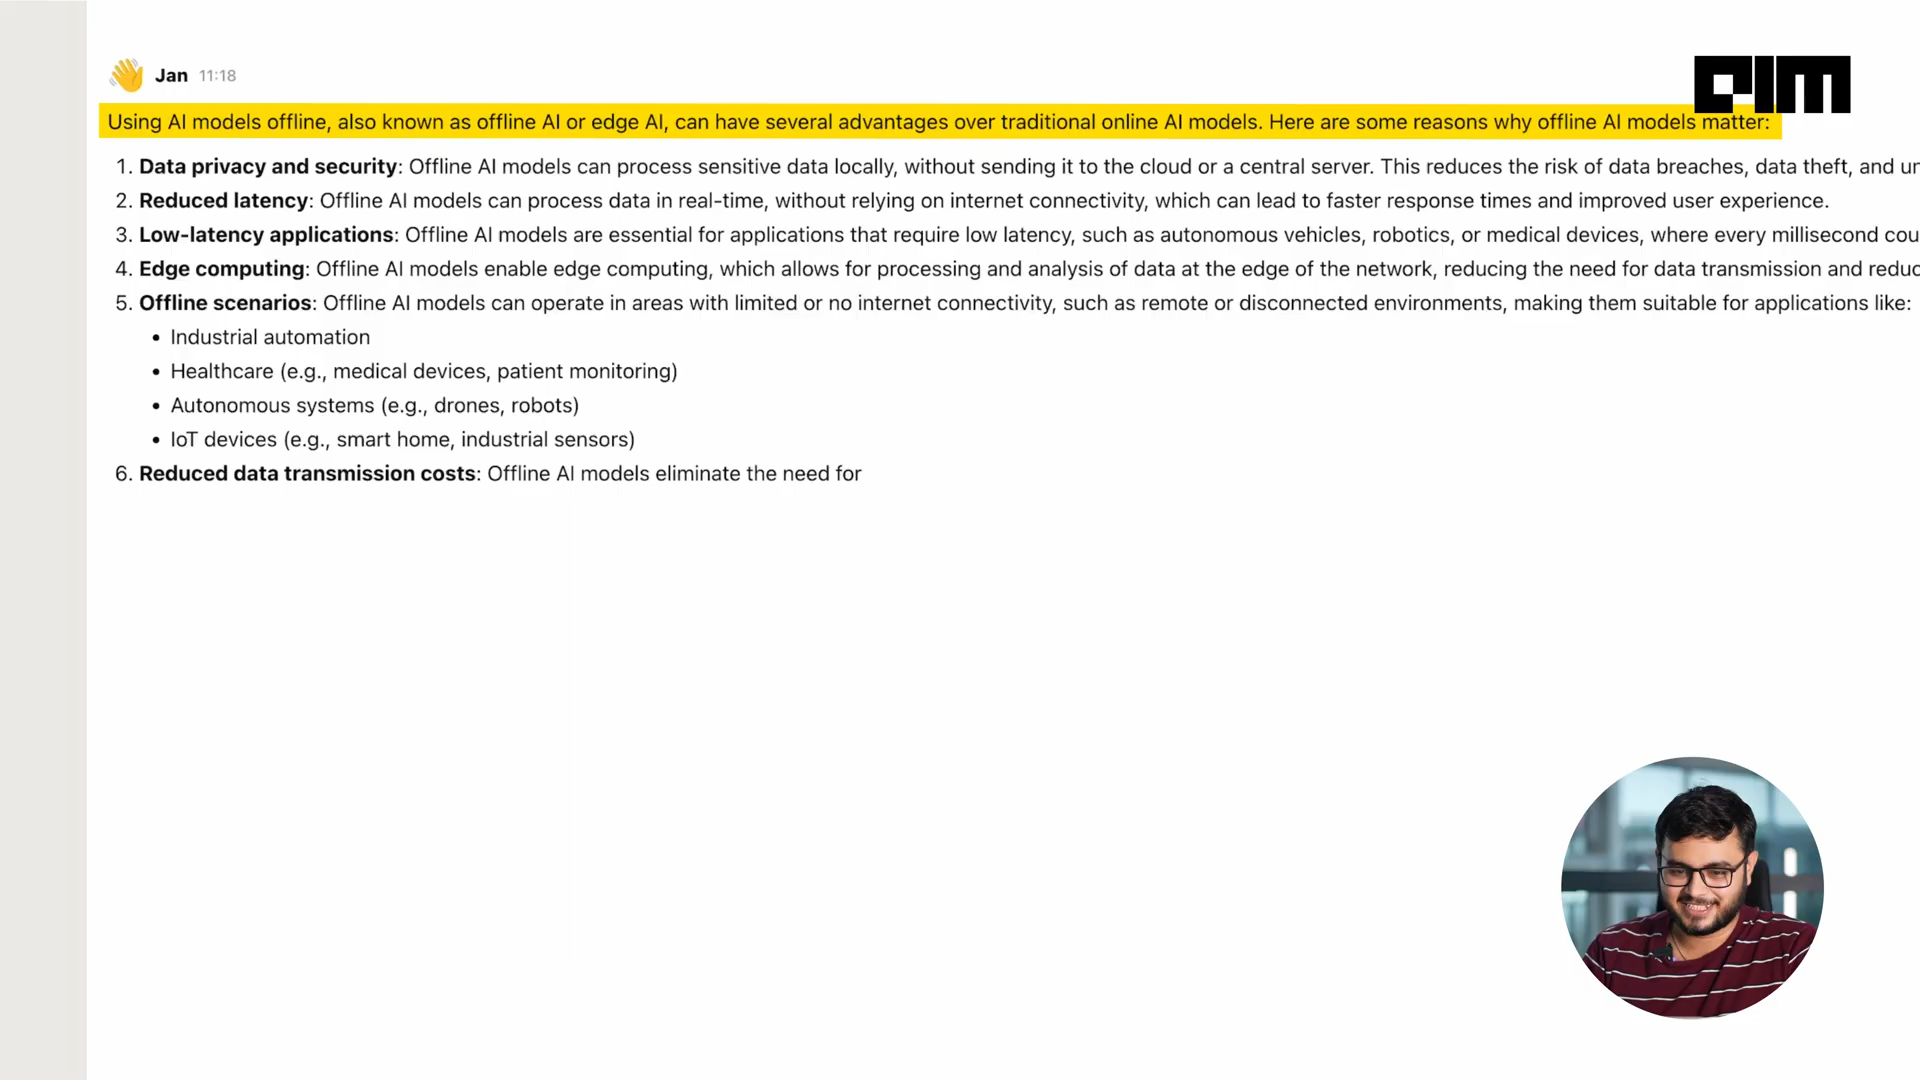 Jan 11:18
AIM
Using AI models offline, also known as offline AI or edge AI, can have several advantages over traditional online AI models. Here are some reasons why offline AI models matter:
1. Data privacy and security: Offline AI models can process sensitive data locally, without sending it to the cloud or a central server. This reduces the risk of data breaches, data theft, and
2. Reduced latency: Offline AI models can process data in real-time, without relying on internet connectivity, which can lead to faster response times and improved user experience.
3. Low-latency applications: Offline AI models are essential for applications that require low latency, such as autonomous vehicles, robotics, or medical devices, where every millisecond
4. Edge computing: Offline AI models enable edge computing, which allows for processing and analysis of data at the edge of the network, reducing the need for data transmission and
5. Offline scenarios: Offline AI models can operate in areas with limited or no internet connectivity, such as remote or disconnected environments, making them suitable for applications like:
• Industrial automation
• Healthcare (e.g., medical devices, patient monitoring)
• Autonomous systems (e.g., drones, robots)
• IoT devices (e.g., smart home, industrial sensors)
6. Reduced data transmission costs: Offline AI models eliminate the need for